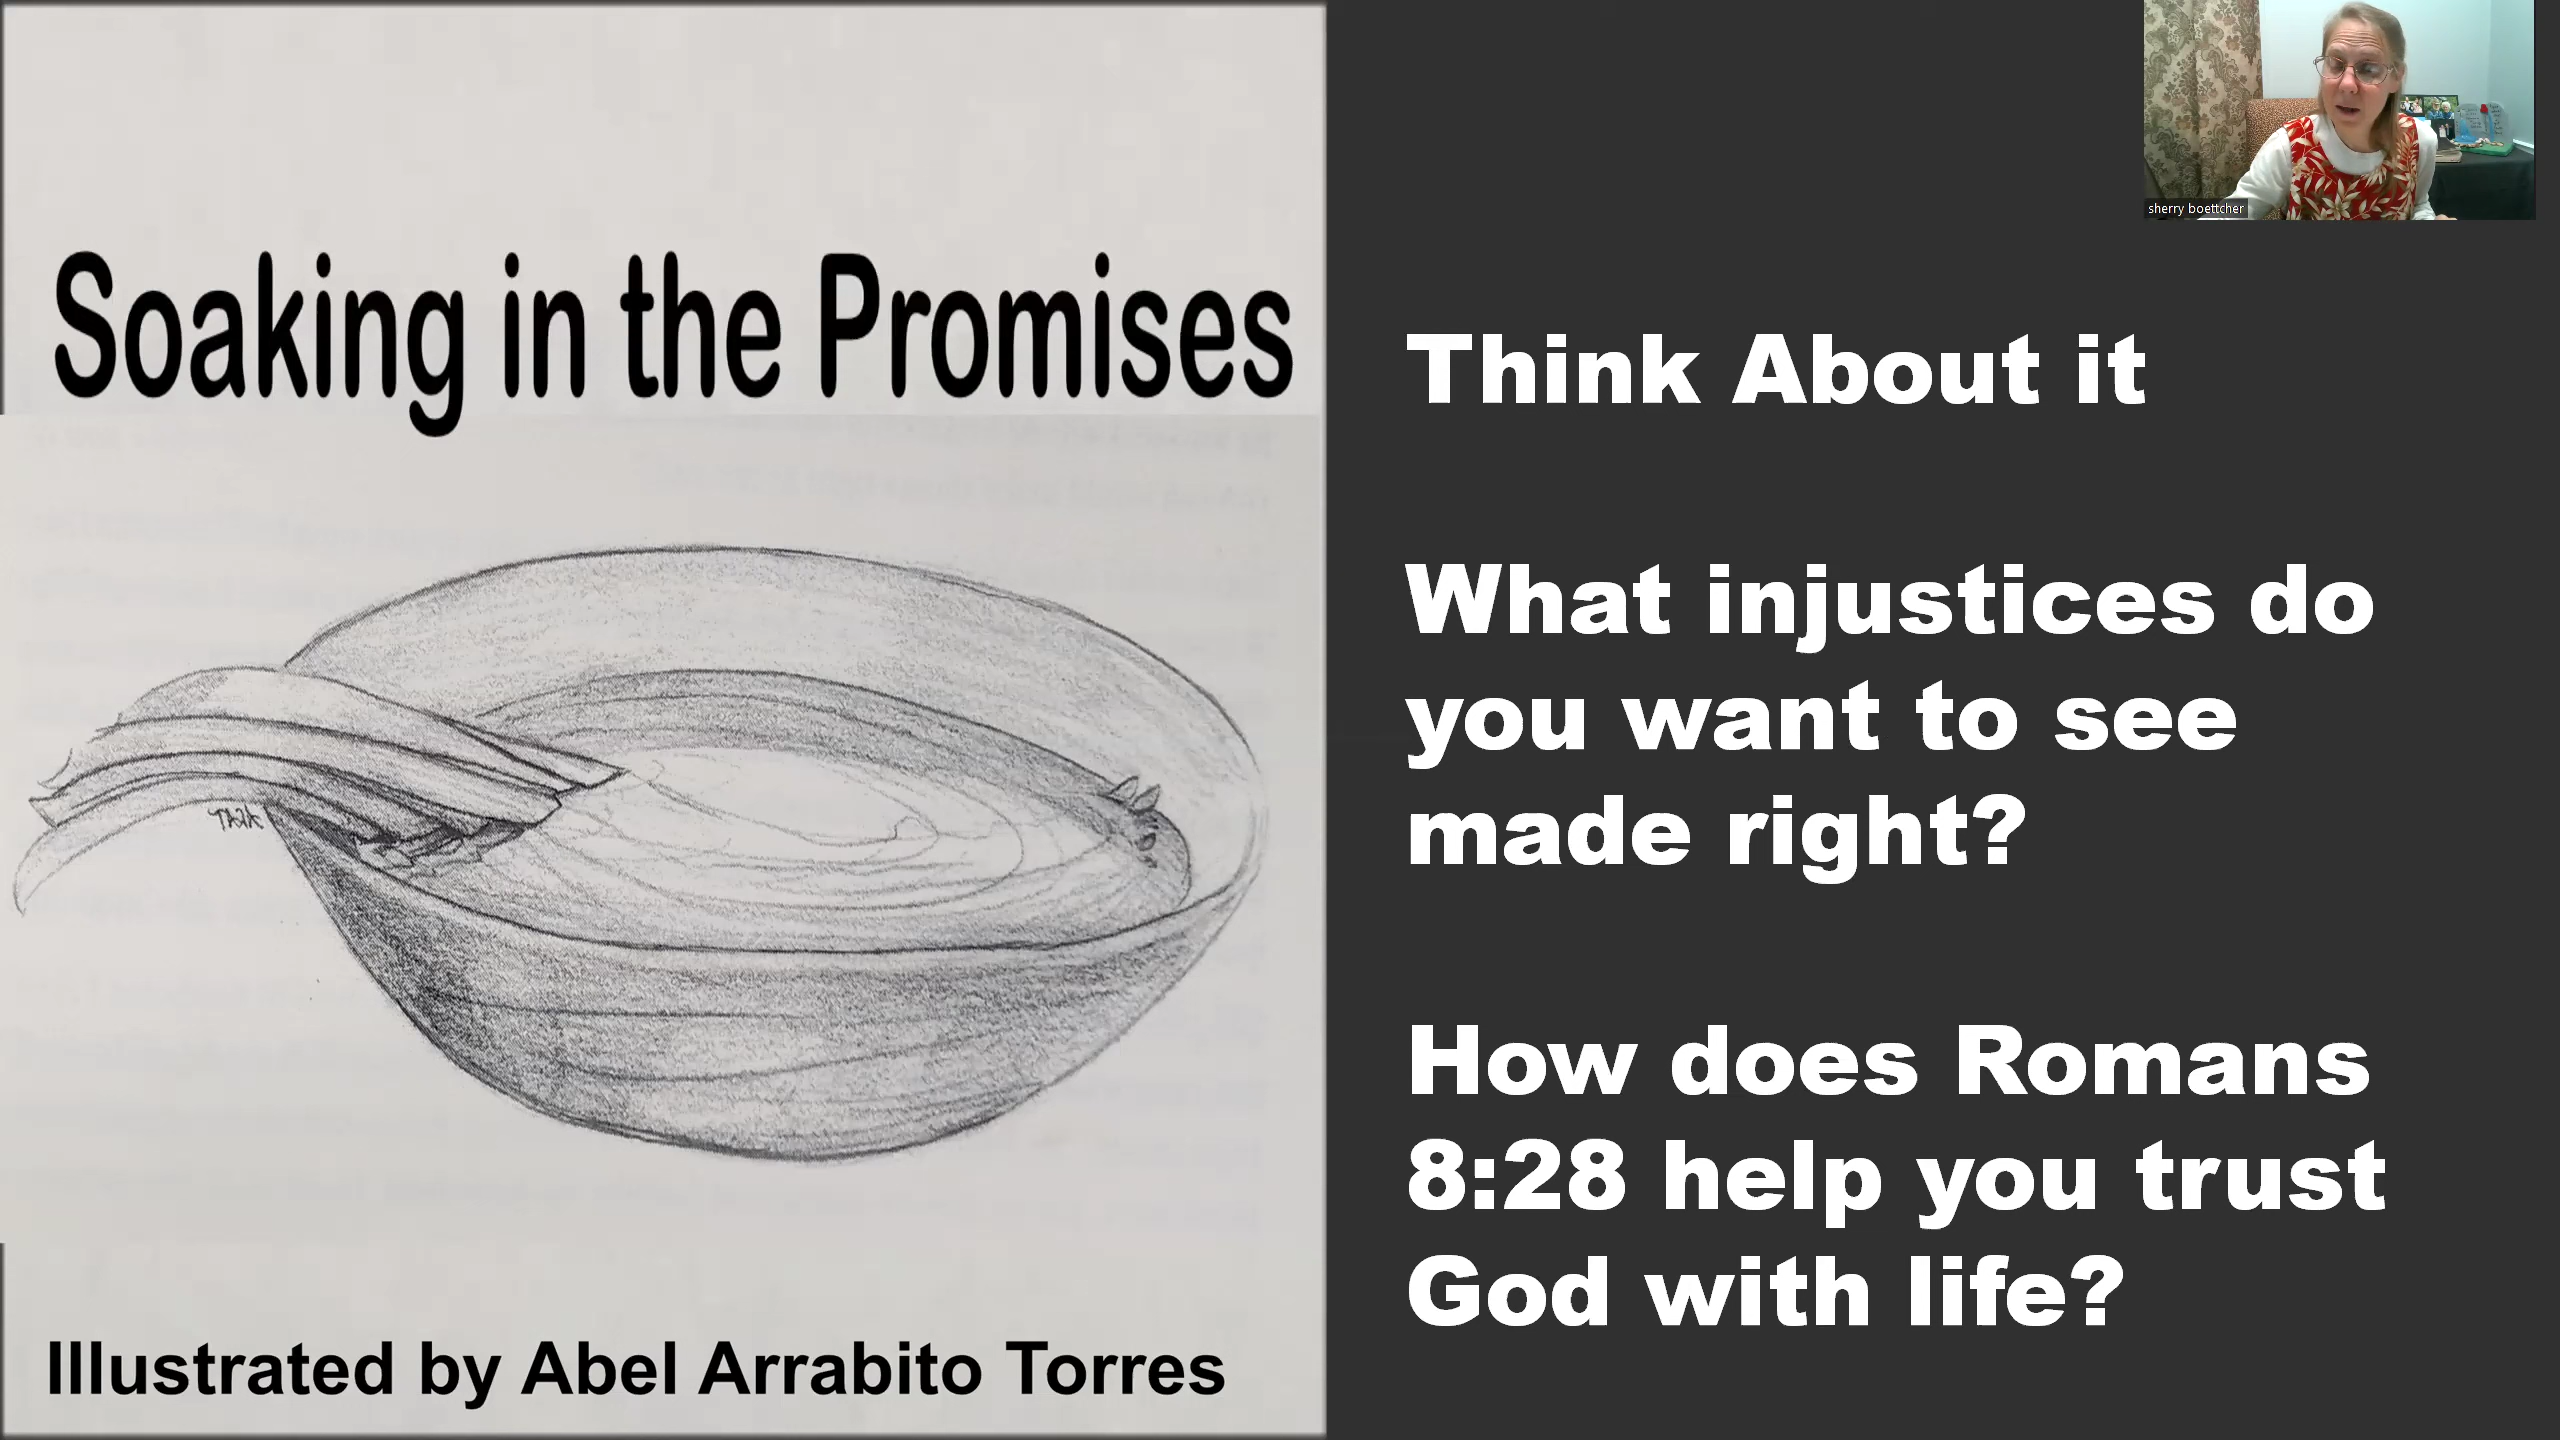 Soaking in the Promises
Illustrated by Abel Arrabito Torres
Think About it
What injustices do
you want to see
made right?
How does Romans
8:28 help you trust
God with life?
sherry boettcher